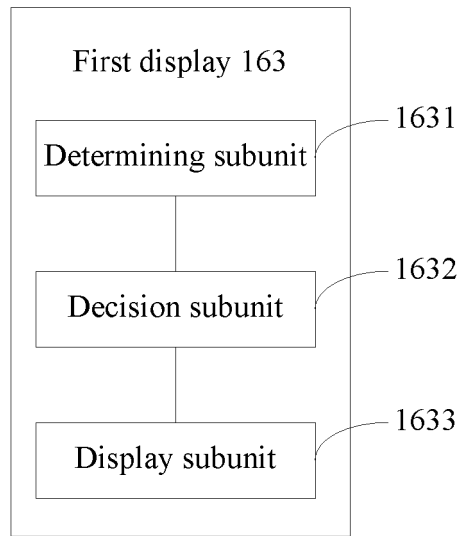 First display 163
1631
Determining subunit
1632
Decision subunit
1633
Display subunit